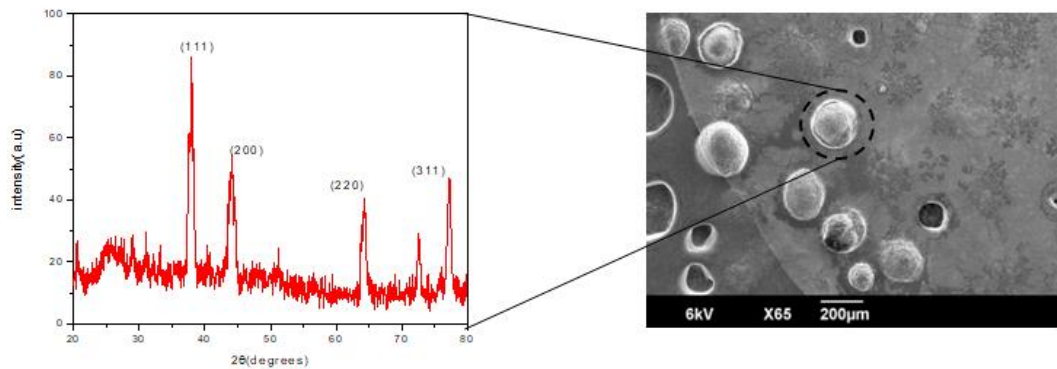 100
80
60
40
20
0
intensity(a.u)
(111)
(200)
(220)
(311)
20 30 40 50 60 70 80
2θ(degrees)
6kV X65 200µm